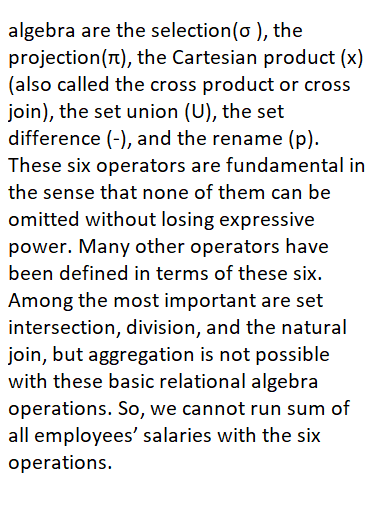 algebra are the selection(σ ), the
projection(π), the Cartesian product (x)
(also called the cross product or cross
join), the set union (U), the set
difference (-), and the rename (p).
These six operators are fundamental in
the sense that none of them can be
omitted without losing expressive
power. Many other operators have
been defined in terms of these six.
Among the most important are set
intersection, division, and the natural
join, but aggregation is not possible
with these basic relational algebra
operations. So, we cannot run sum of
all employees’ salaries with the six
operations.